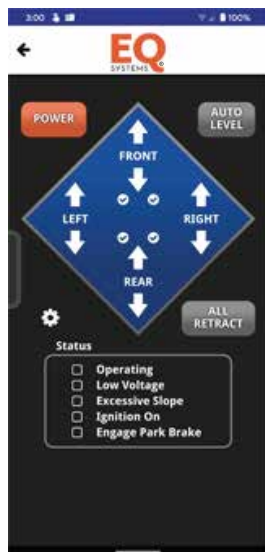 3:00 100%
EQ
SYSTEMS
POWER
AUTO
LEVEL
FRONT
LEFT
RIGHT
REAR
ALL
RETRACT
Status
Operating
Low Voltage
Excessive Slope
Ignition On
Engage Park Brake